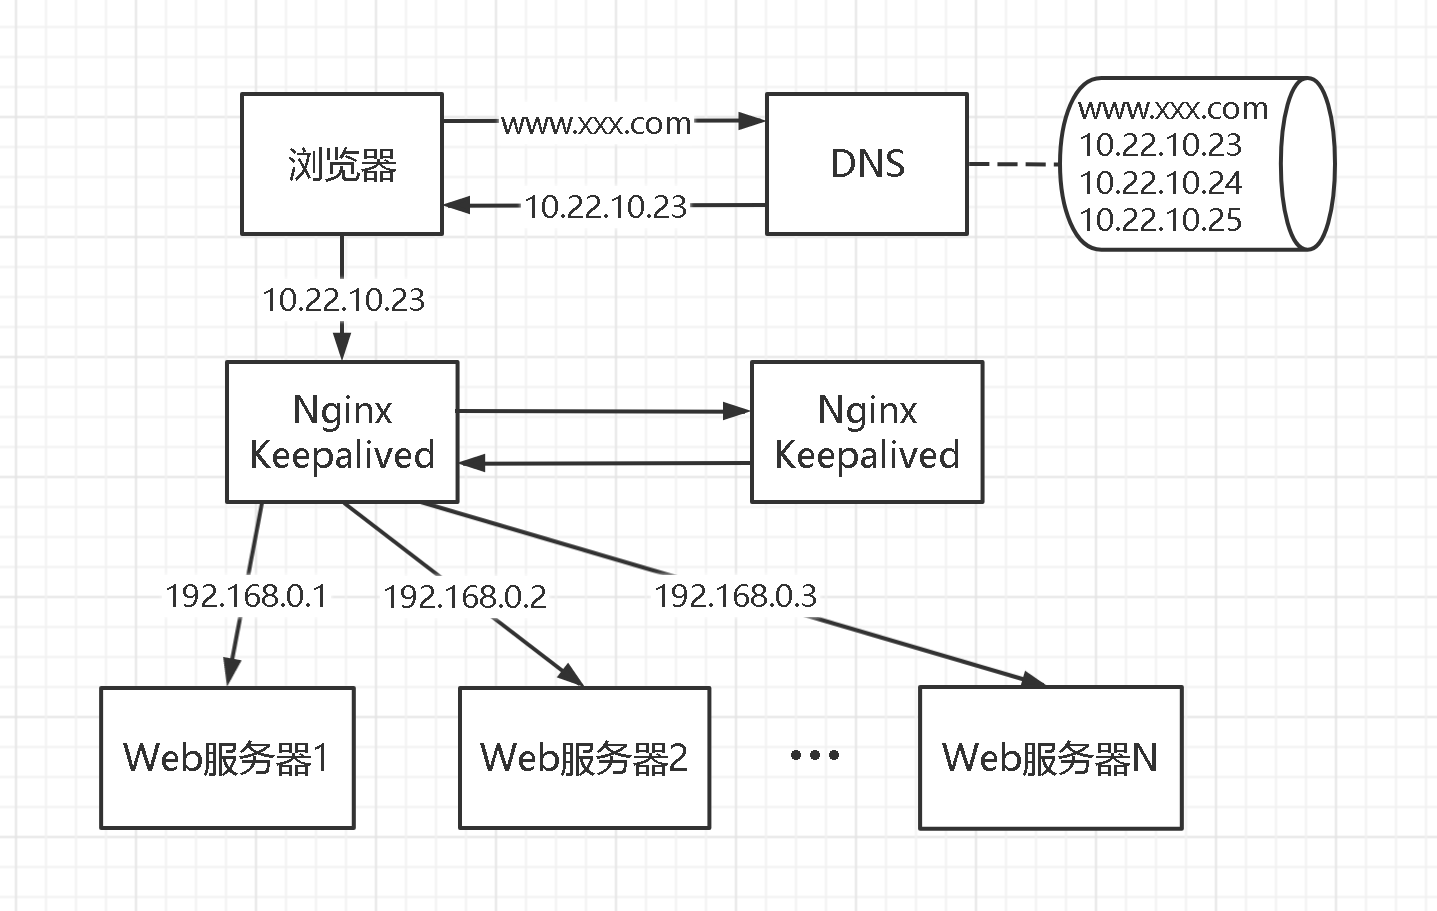 www.xxx.com
浏览器
DNS
10.22.10.23
www.xxx.com
10.22.10.23
10.22.10.24
10.22.10.25
10.22.10.23
Nginx
Keepalived
Nginx
Keepalived
192.168.0.1
192.168.0.2
192.168.0.3
Web服务器1
Web服务器2
•••
Web服务器N